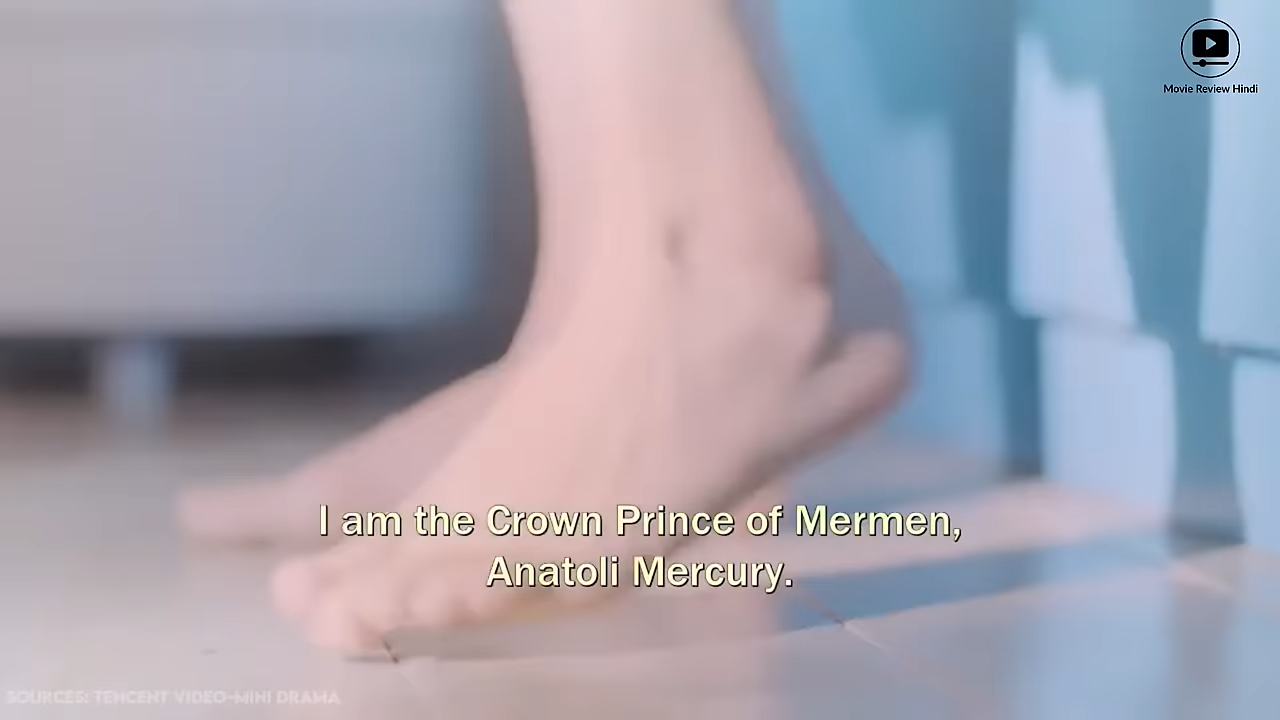 Movie Review Hindi
I am the Crown Prince of Mermen,
Anatoli Mercury.
SOURCES: TENCENT VIDEO-MINI DRAMA